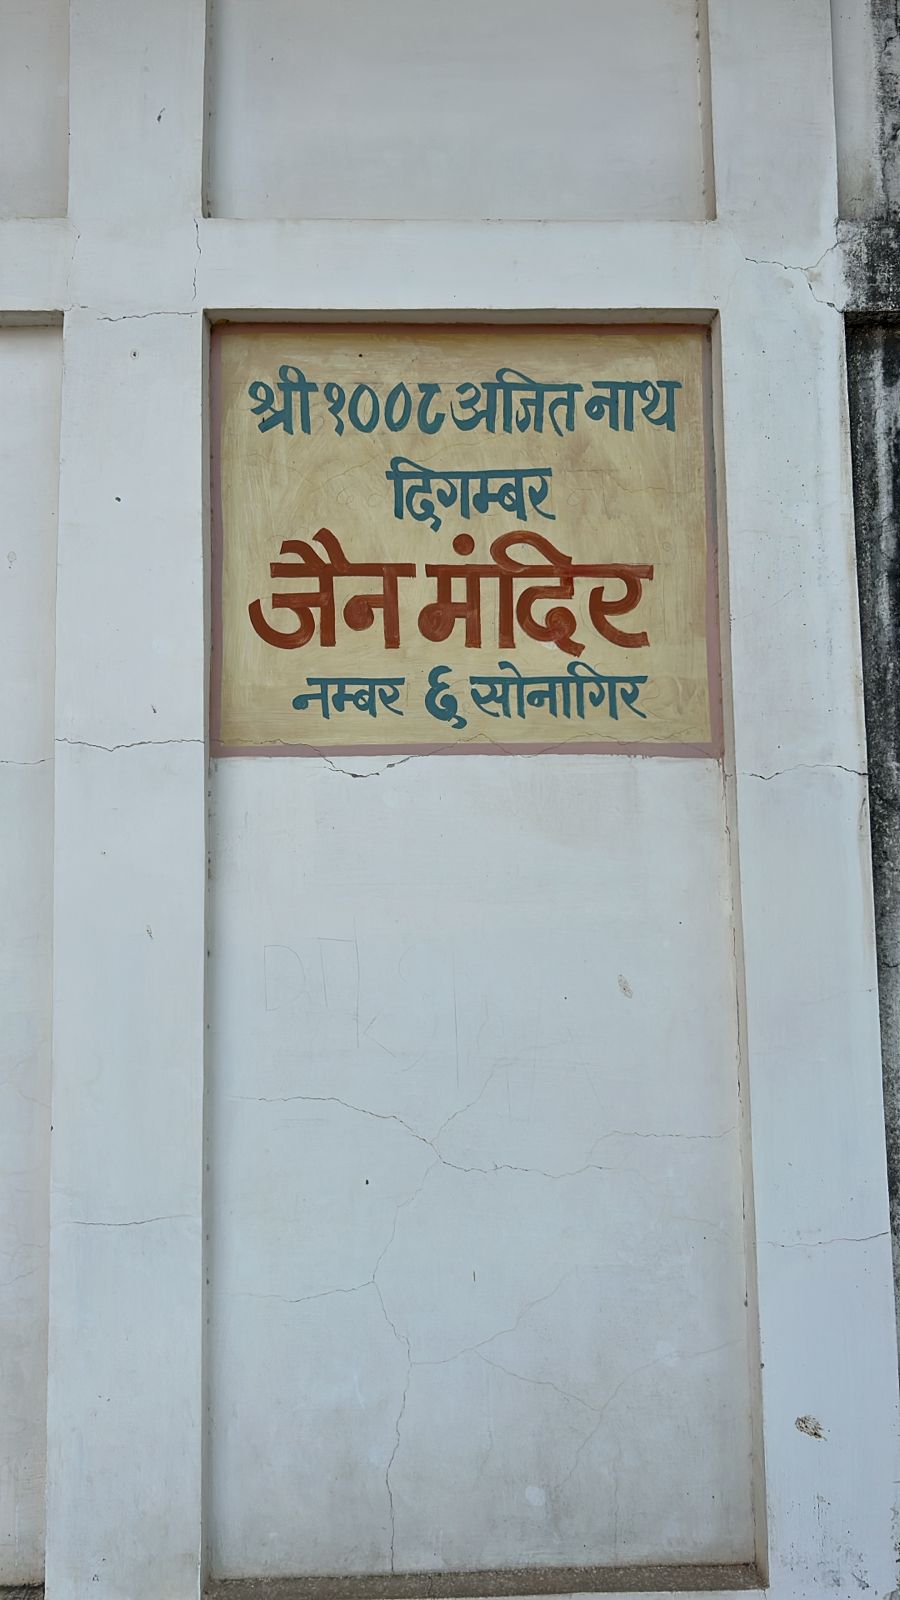 श्री १००८ अजित नाथ
दिगम्बर
जैन मंदिर
नम्बर ६ सोनागिर